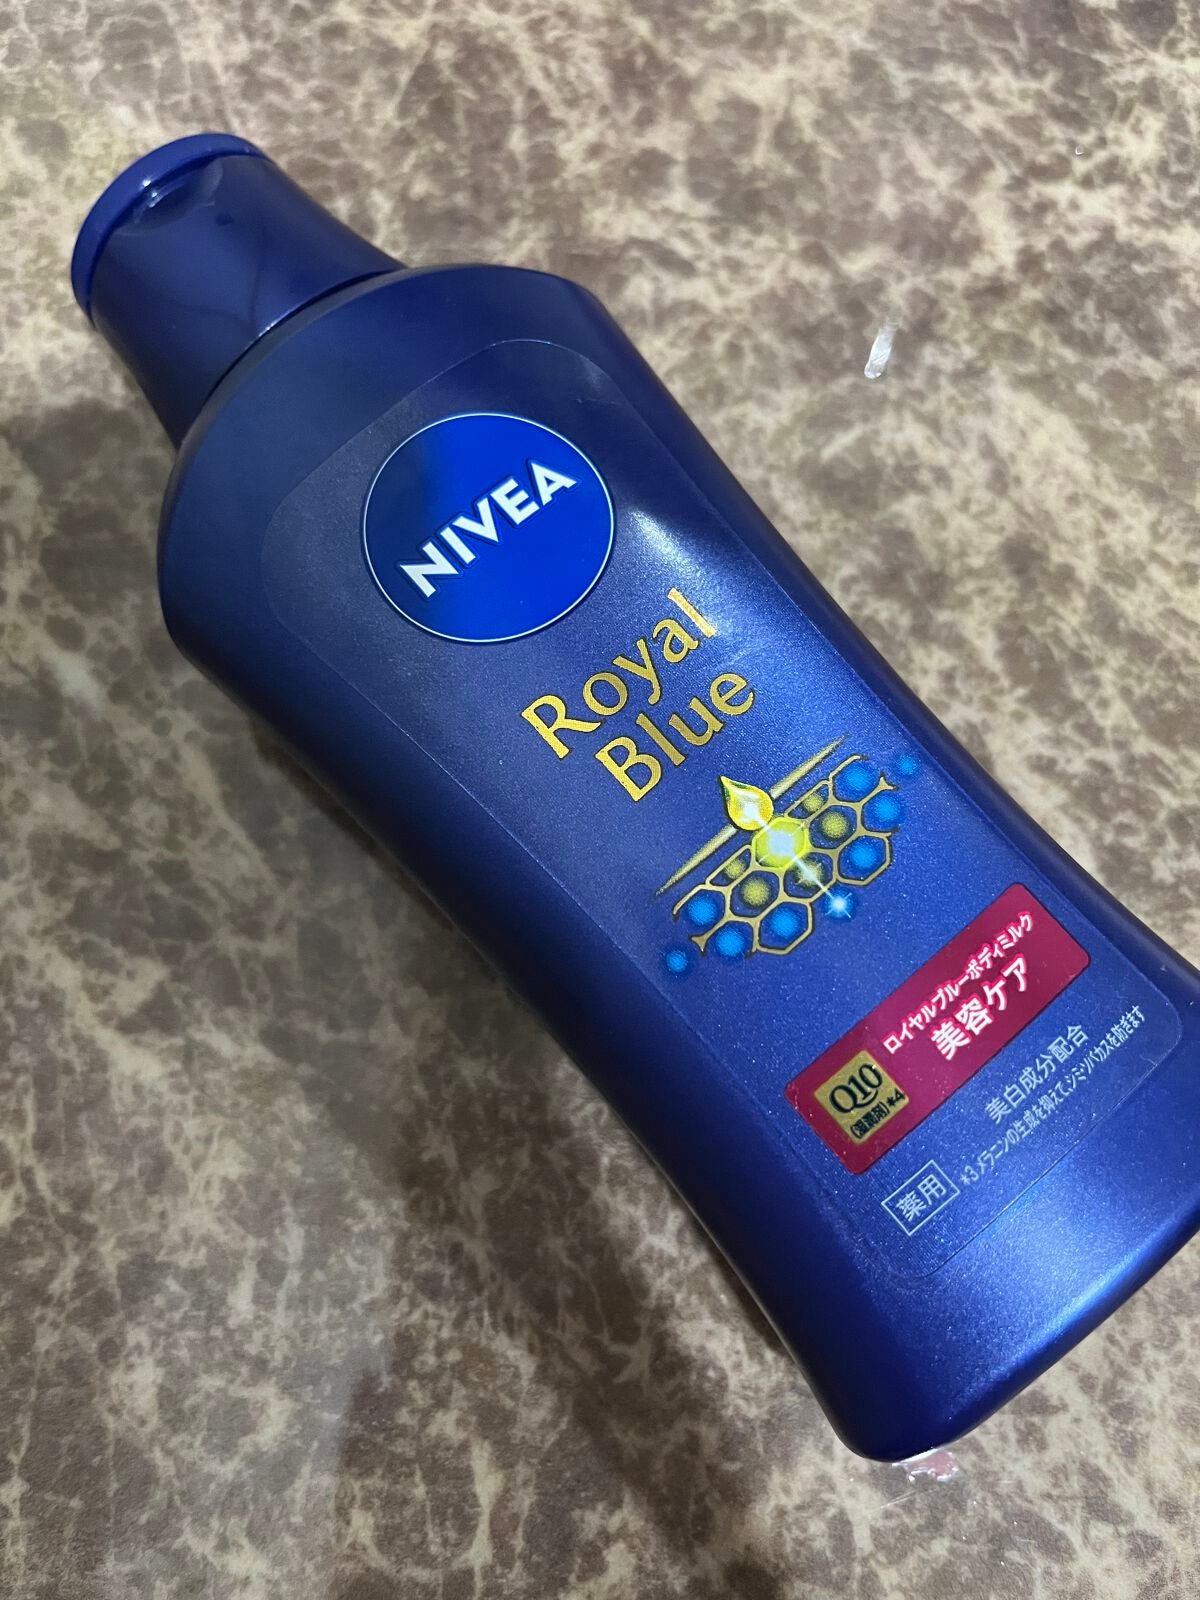 NIVEA
Royal
Blue
ロイヤルブルーボディミルク
美容ケア
Q10
(湿潤剤)*4
美白成分配合
*3メラニンの生成を抑えて、シミ・ソバカスを防ぎます
薬用